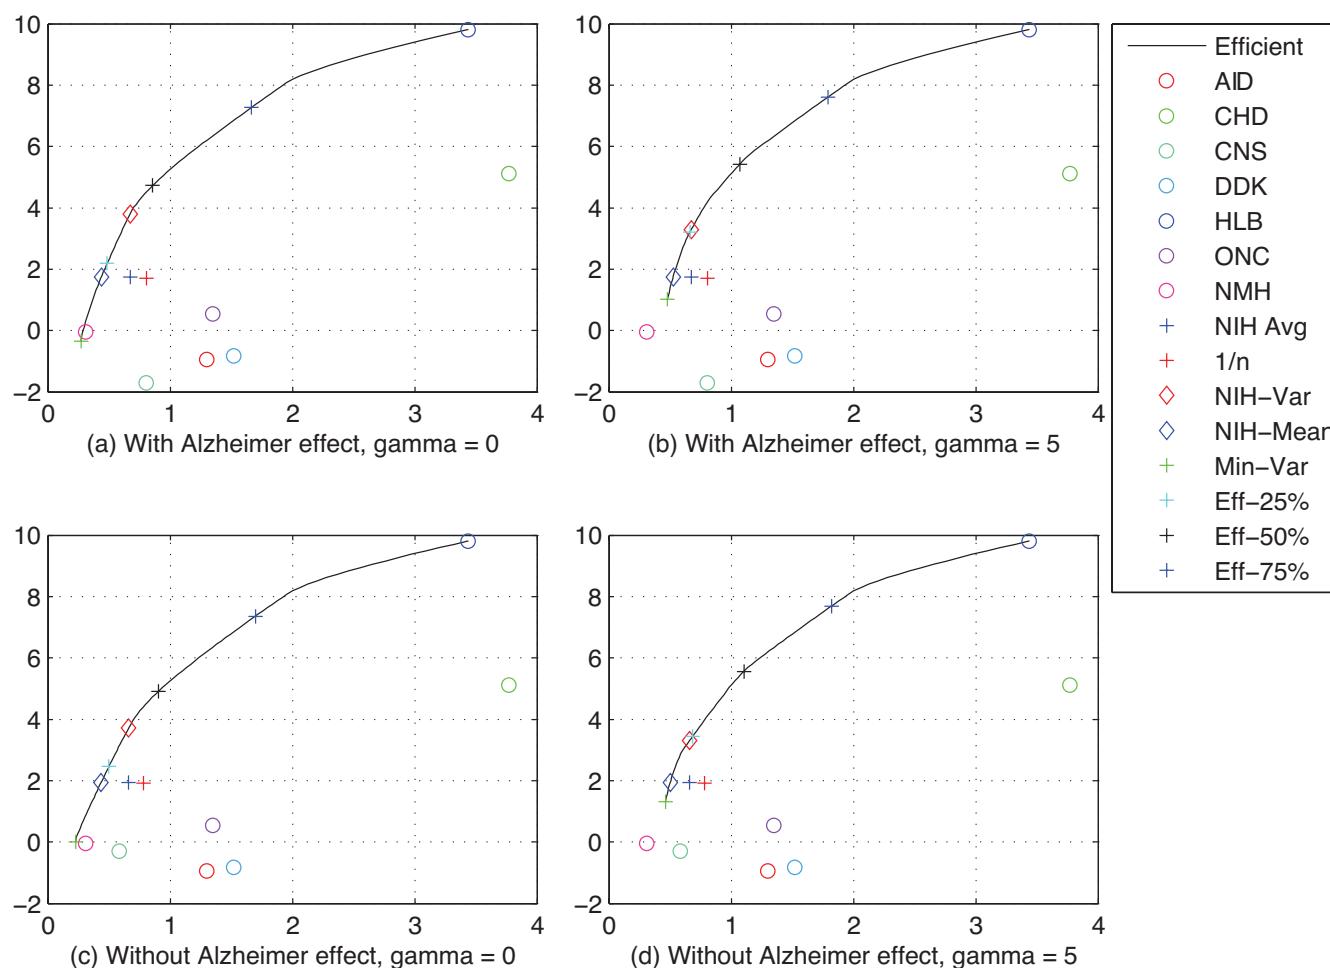 10
8
6
4
2
0
−2
0 1 2 3 4
(a) With Alzheimer effect, gamma = 0
10
8
6
4
2
0
−2
0 1 2 3 4
(b) With Alzheimer effect, gamma = 5
Efficient
AID
CHD
CNS
DDK
HLB
ONC
NMH
NIH Avg
1/n
NIH−Var
NIH−Mean
Min−Var
Eff−25%
Eff−50%
Eff−75%
10
8
6
4
2
0
−2
0 1 2 3 4
(c) Without Alzheimer effect, gamma = 0
10
8
6
4
2
0
−2
0 1 2 3 4
(d) Without Alzheimer effect, gamma = 5